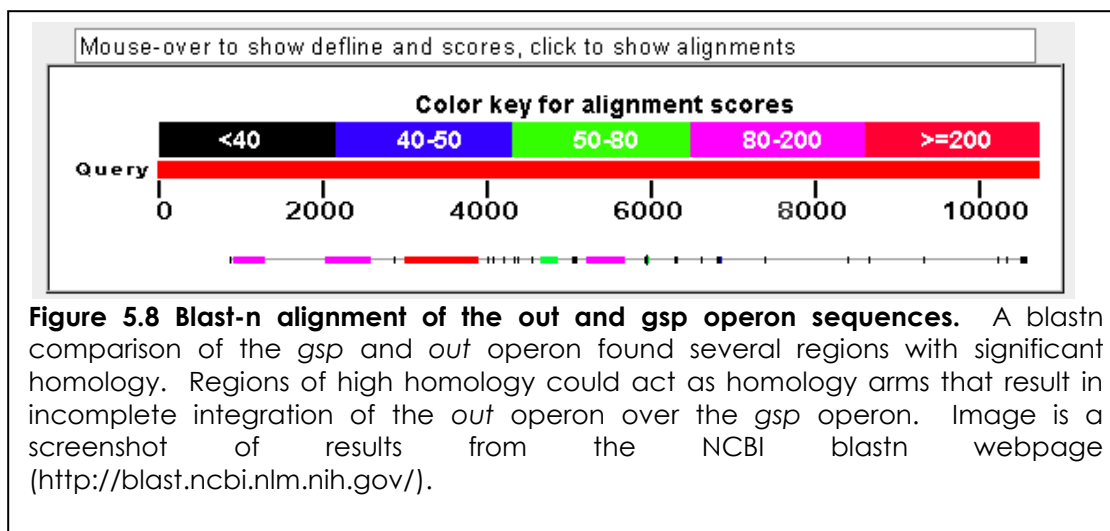 Mouse-over to show defline and scores, click to show alignments
Color key for alignment scores
<40 40-50 50-80 80-200 >=200
Query
0 2000 4000 6000 8000 10000
Figure 5.8 Blast-n alignment of the out and gsp operon sequences. A blastn
comparison of the gsp and out operon found several regions with significant
homology. Regions of high homology could act as homology arms that result in
incomplete integration of the out operon over the gsp operon. Image is a
screenshot of results from the NCBI blastn webpage
(http://blast.ncbi.nlm.nih.gov/).